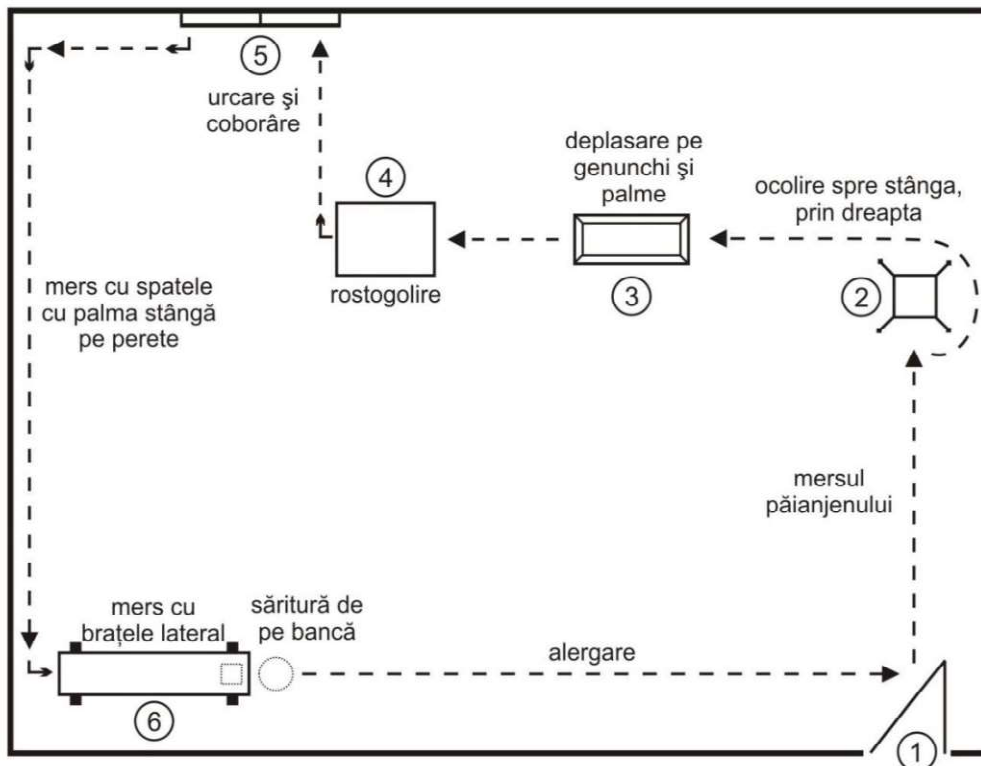 5
urcare şi
coborâre
4
rostogolire
deplasare pe
genunchi şi
palme
3
ocolire spre stânga,
prin dreapta
2
mersul
păianjenului
mers cu spatele
cu palma stângă
pe perete
mers cu
braţele lateral
6
săritură de
pe bancă
alergare
1